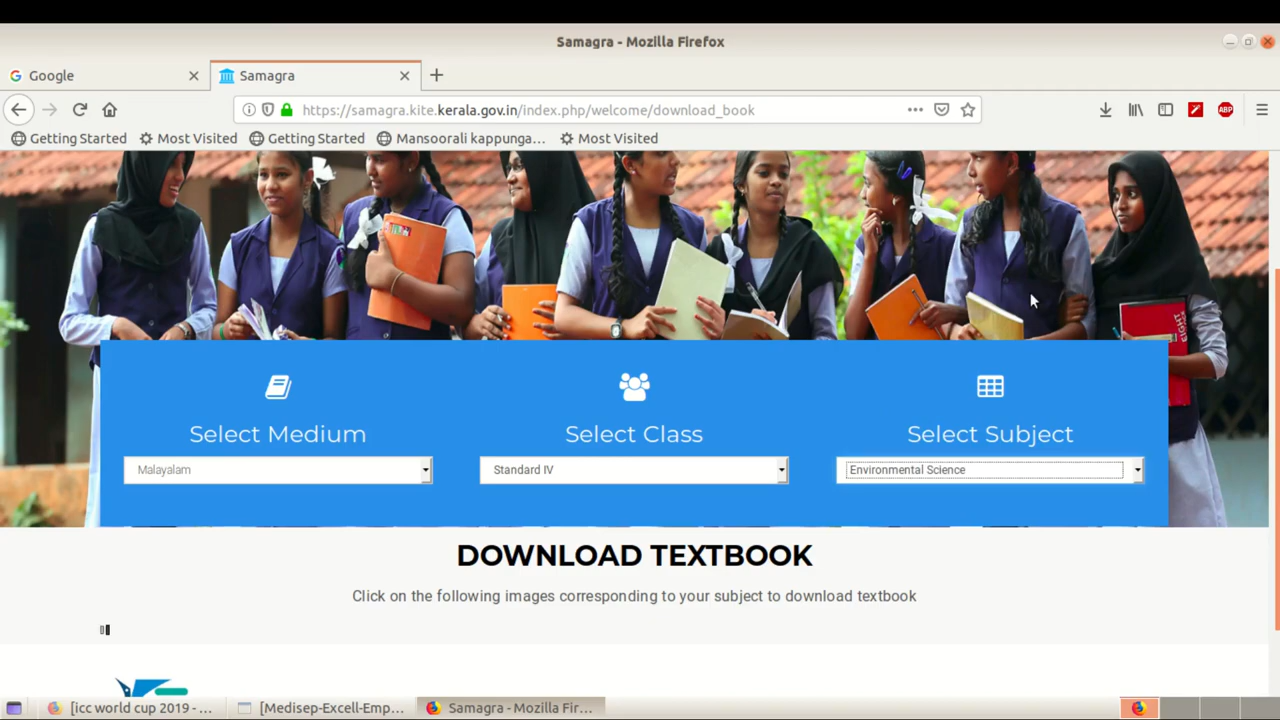 Samagra - Mozilla Firefox
Google
Samagra
https://samagra.kite.kerala.gov.in/index.php/welcome/download_book
ABP
Getting Started
Most Visited
Getting Started
Mansoorali kappunga...
Most Visited
EIGHT
Select Medium
Select Class
Select Subject
Malayalam
Standard IV
Environmental Science
DOWNLOAD TEXTBOOK
Click on the following images corresponding to your subject to download textbook
[icc world cup 2019 - ...
[Medisep-Excell-Emp...
Samagra - Mozilla Fir...